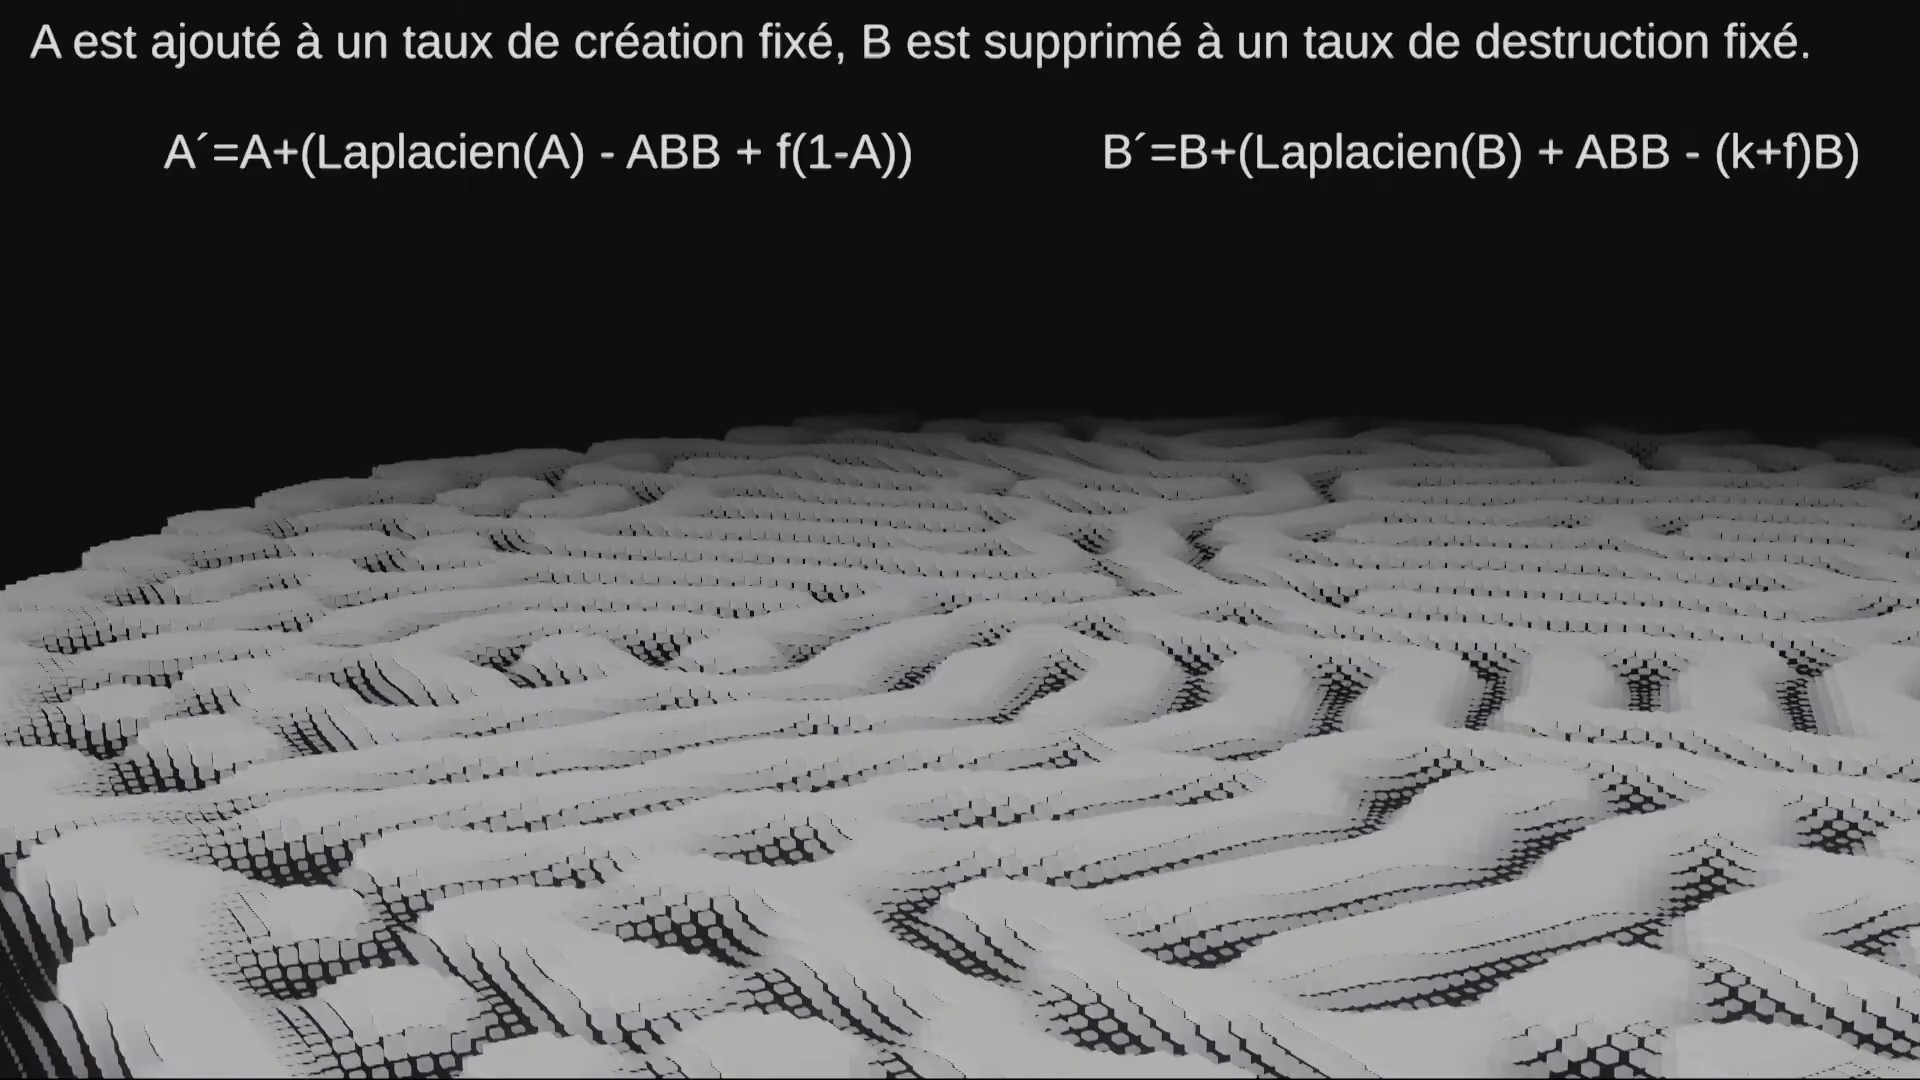 A est ajouté à un taux de création fixé, B est supprimé à un taux de destruction fixé.
A´=A+(Laplacien(A) - ABB + f(1-A))
B´=B+(Laplacien(B) + ABB - (k+f)B)